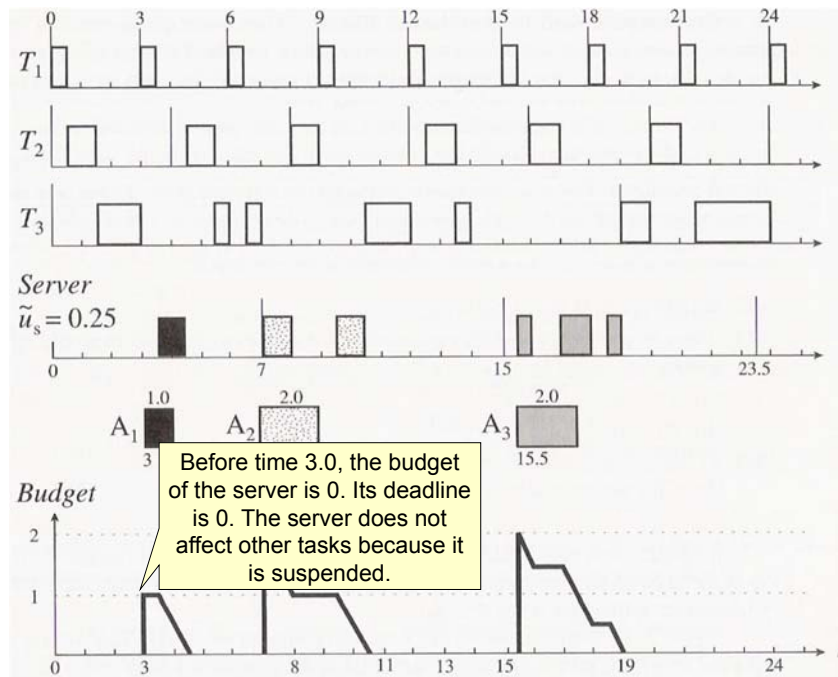 0 3 6 9 12 15 18 21 24
T1
T2
T3
Server
ũs = 0.25
0 7 15 23.5
1.0 2.0 2.0
A1 A2 A3
3 15.5
Before time 3.0, the budget
of the server is 0. Its deadline
is 0. The server does not
affect other tasks because it
is suspended.
Budget
2
1
0 3 8 11 13 15 19 24